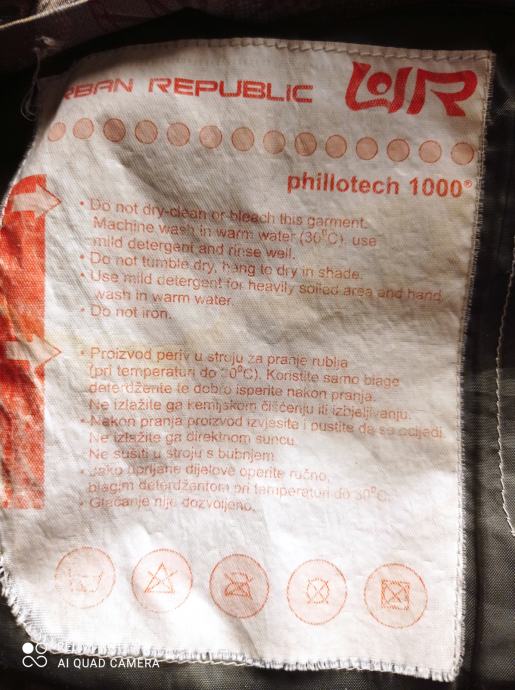 URBAN REPUBLIC UR
phillotech 1000®
• Do not dry-clean or bleach this garment.
Machine wash in warm water (30°C), use
mild detergent and rinse well.
• Do not tumble dry, hang to dry in shade.
• Use mild detergent for heavily soiled area and hand
wash in warm water
• Do not iron.
• Proizvod periv u stroju za pranje rublja
(pri temperaturi do 30°C). Koristite samo blage
deterdžente te dobro isperite nakon pranja.
Ne izlažite ga kemijskom čišćenju ili izbjeljivanju.
• Nakon pranja proizvod izvjesite i pustite da se ocijedi.
Ne izlažite ga direktnom suncu.
Ne sušiti u stroju s bubnjem.
• Jako uprljane dijelove operite ručno,
blagim deterdžentom pri temperaturi do 30°C.
• Glačanje nije dozvoljeno.
SHOT ON
AI QUAD CAMERA